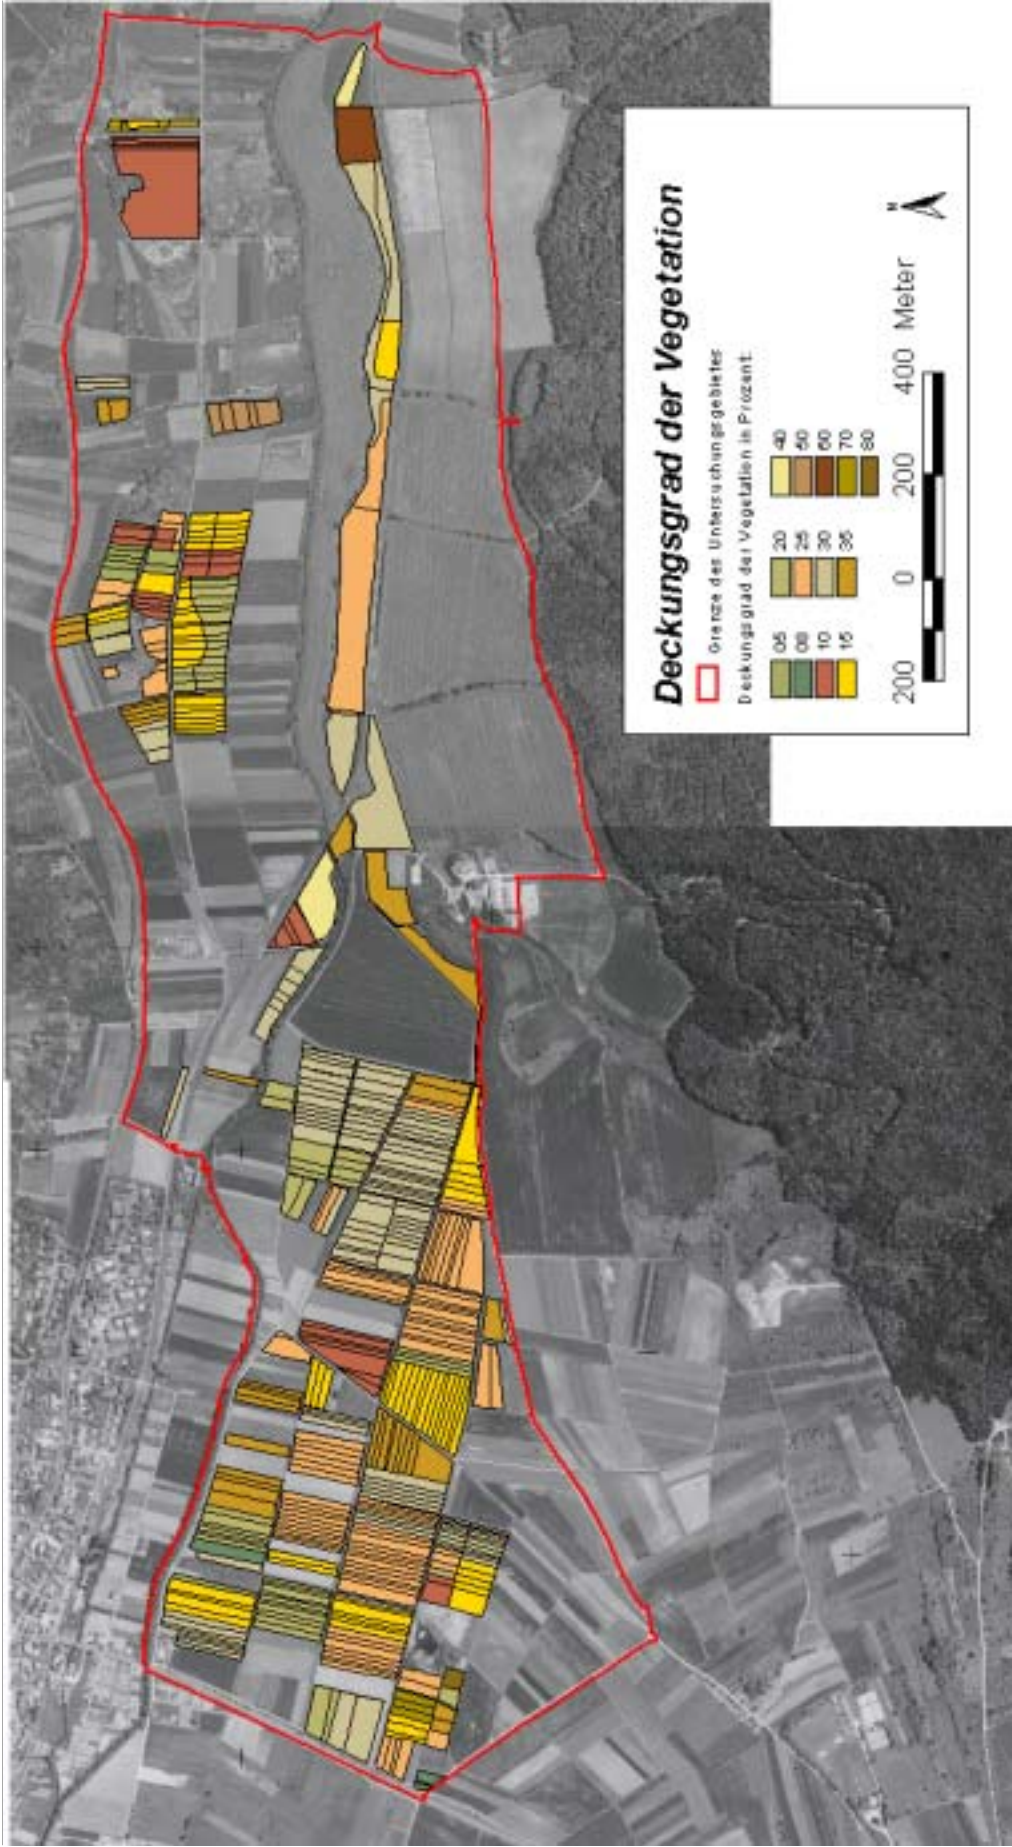 Deckungsgrad der Vegetation
Grenze des Untersuchungsgebietes
Deckungsgrad der Vegetation in Prozent:
05 20 40
08 25 50
10 30 60
15 35 70
80
200 0 200 400 Meter
N